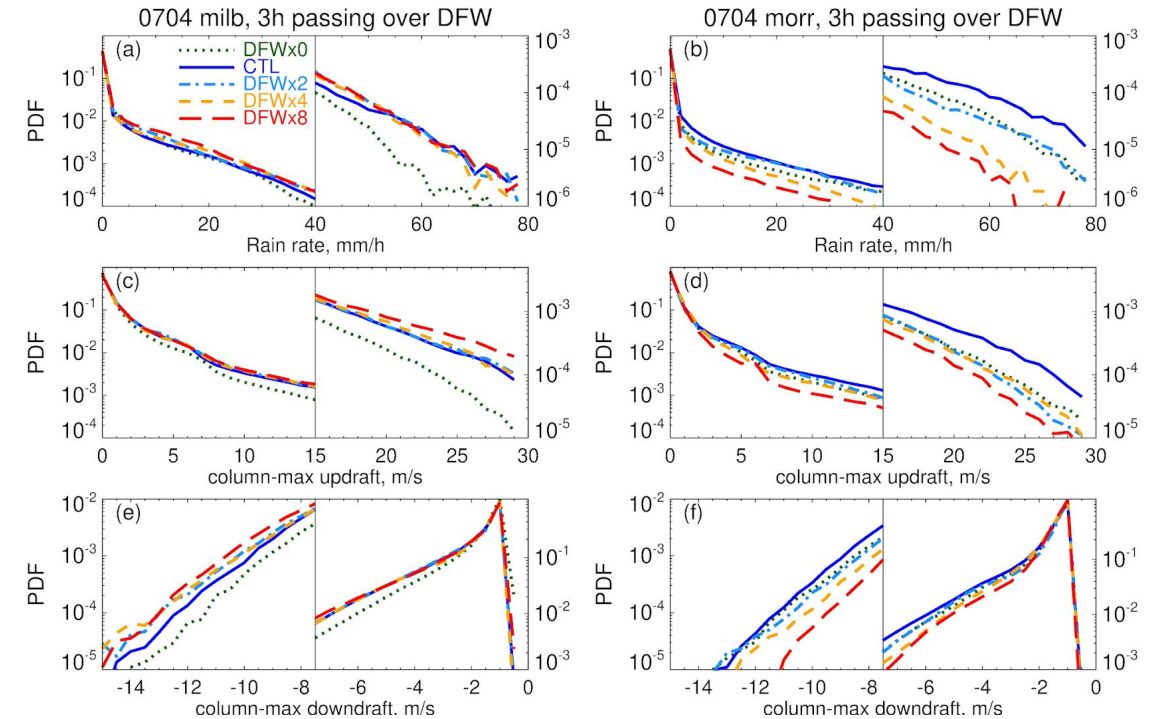 0704 milb, 3h passing over DFW
0704 morr, 3h passing over DFW
(a)
DFWx0
CTL
DFWx2
DFWx4
DFWx8
PDF
10^-1
10^-2
10^-3
10^-4
10^-3
10^-4
10^-5
10^-6
0 20 40 60 80
Rain rate, mm/h
(b)
PDF
10^-1
10^-2
10^-3
10^-4
10^-3
10^-4
10^-5
10^-6
0 20 40 60 80
Rain rate, mm/h
(c)
PDF
10^-1
10^-2
10^-3
10^-4
10^-3
10^-4
10^-5
0 5 10 15 20 25 30
column-max updraft, m/s
(d)
PDF
10^-1
10^-2
10^-3
10^-4
10^-3
10^-4
10^-5
0 5 10 15 20 25 30
column-max updraft, m/s
(e)
PDF
10^-2
10^-3
10^-4
10^-5
10^-1
10^-2
10^-3
-14 -12 -10 -8 -6 -4 -2 0
column-max downdraft, m/s
(f)
PDF
10^-2
10^-3
10^-4
10^-5
10^-1
10^-2
10^-3
-14 -12 -10 -8 -6 -4 -2 0
column-max downdraft, m/s